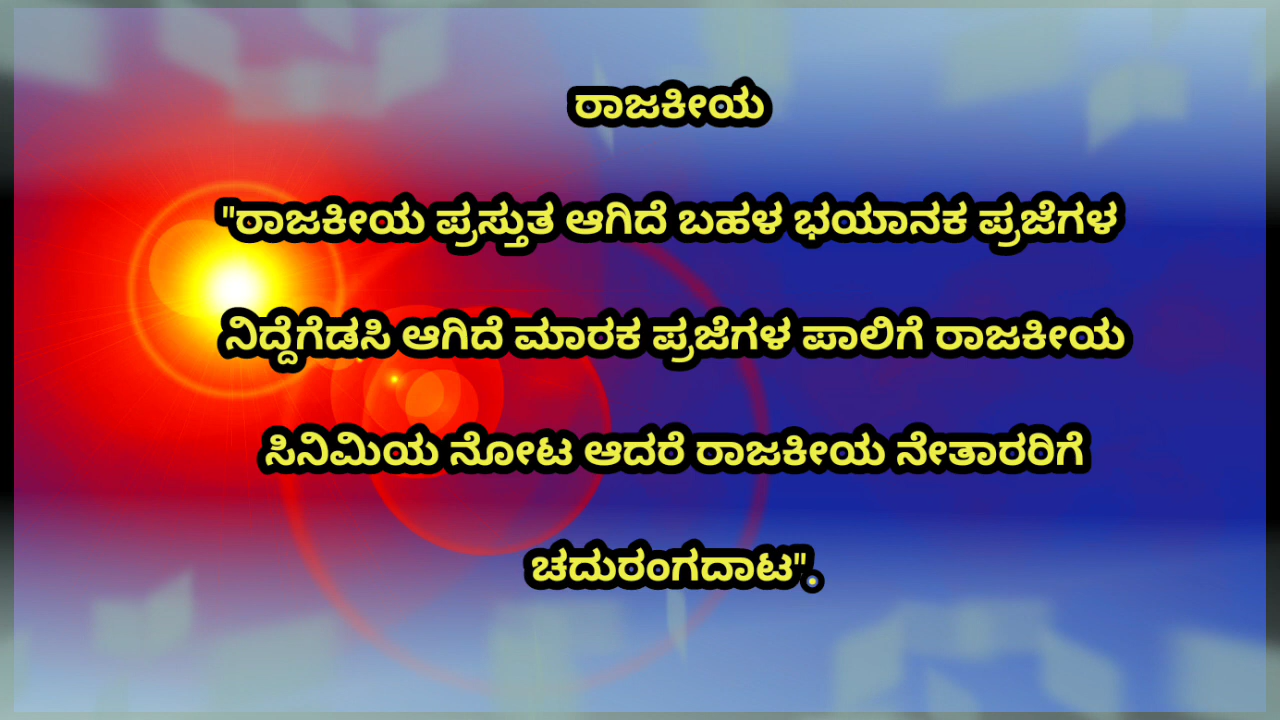 ರಾಜಕೀಯ
"ರಾಜಕೀಯ ಪ್ರಸ್ತುತ ಆಗಿದೆ ಬಹಳ ಭಯಾನಕ ಪ್ರಜೆಗಳ
ನಿದ್ದೆಗೆಡಸಿ ಆಗಿದೆ ಮಾರಕ ಪ್ರಜೆಗಳ ಪಾಲಿಗೆ ರಾಜಕೀಯ
ಸಿನಿಮಿಯ ನೋಟ ಆದರೆ ರಾಜಕೀಯ ನೇತಾರರಿಗೆ
ಚದುರಂಗದಾಟ".